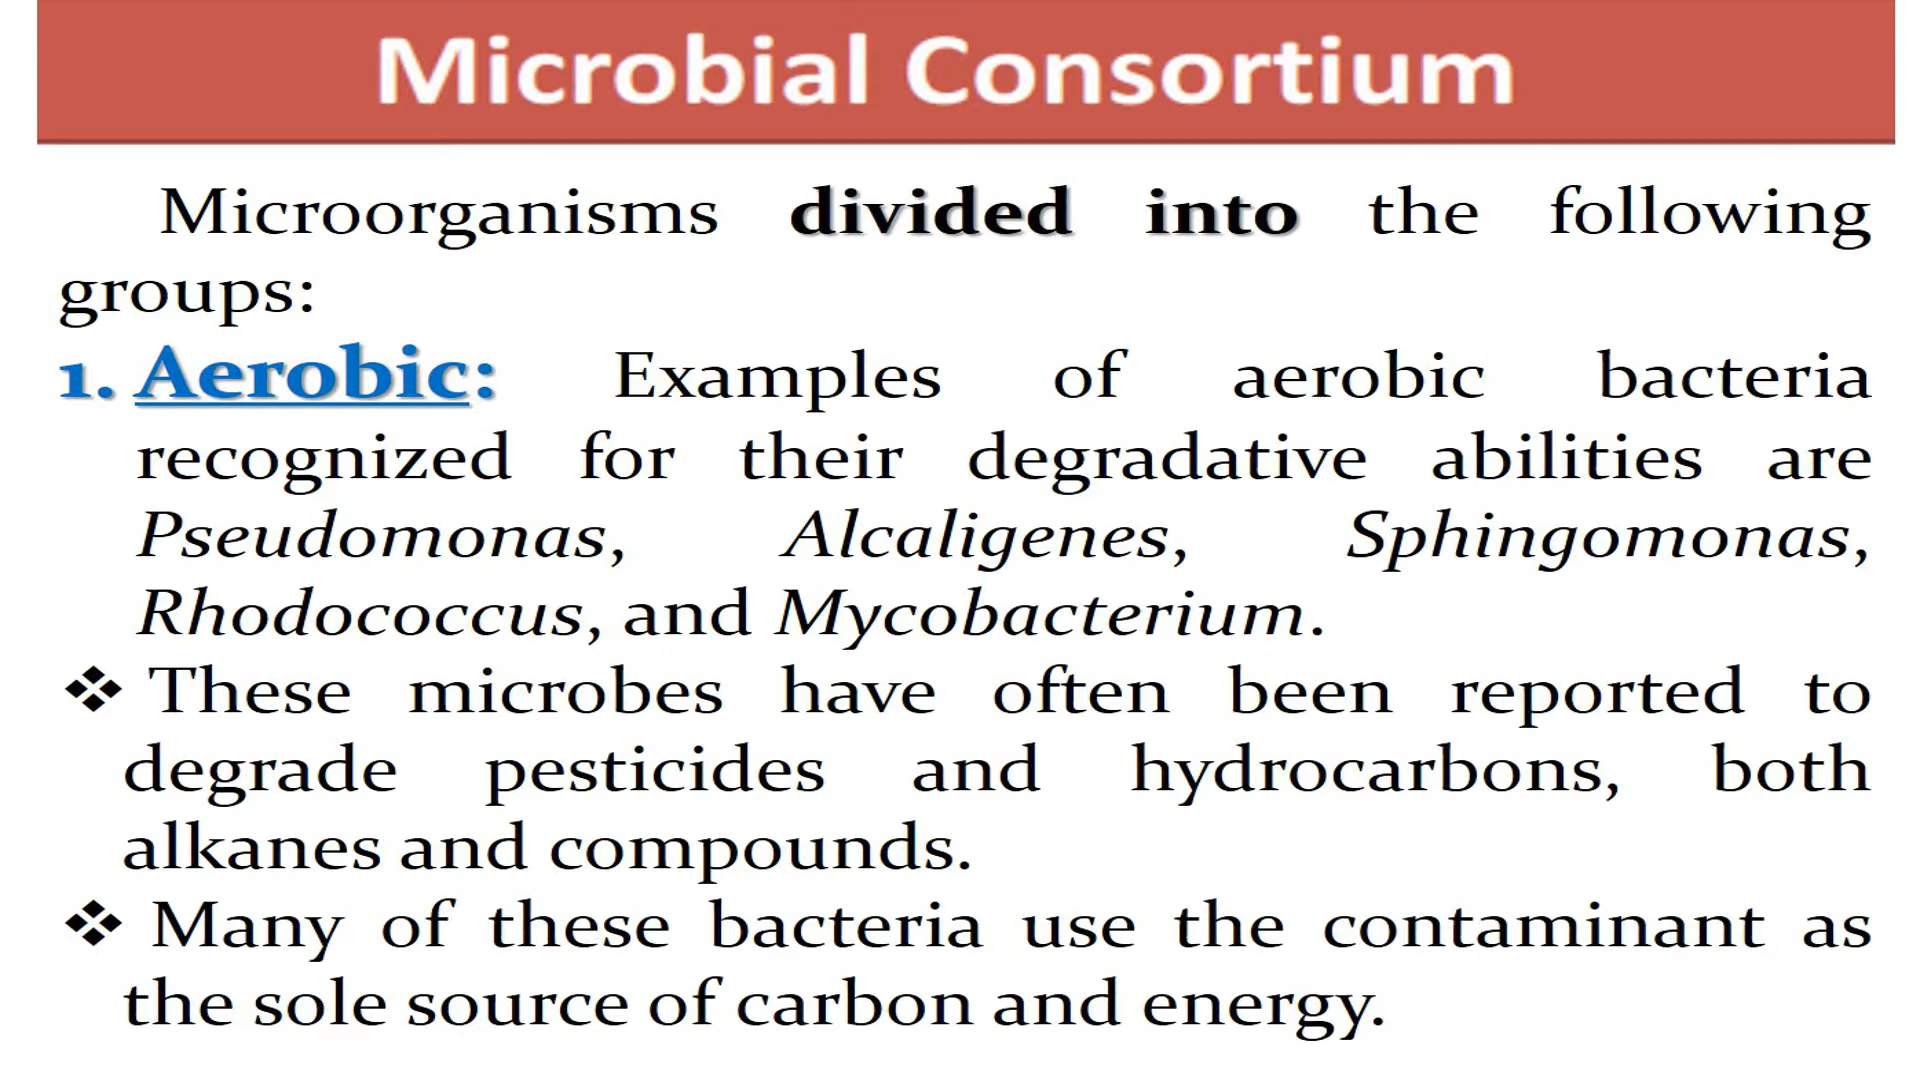 Microbial Consortium
Microorganisms divided into the following
groups:
1. Aerobic: Examples of aerobic bacteria
recognized for their degradative abilities are
Pseudomonas, Alcaligenes, Sphingomonas,
Rhodococcus, and Mycobacterium.
❖ These microbes have often been reported to
degrade pesticides and hydrocarbons, both
alkanes and compounds.
❖ Many of these bacteria use the contaminant as
the sole source of carbon and energy.